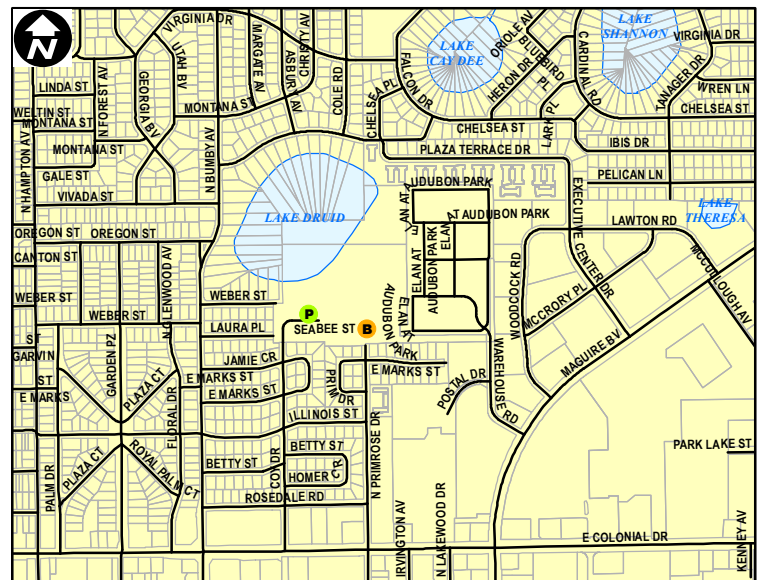 N
VIRGINIA DR
MARGATE AV
ASBURY AV
CHRISTY AV
COLE RD
LAKE
CAY DEE
ORIOLE AV
BLUEBIRD
PL
HERON DR
FALCON DR
CHELSEA PL
LAKE
SHANNON
CARDINAL RD
VIRGINIA DR
TANAGER DR
WREN LN
CHELSEA ST
LINDA ST
N FOREST AV
GEORGIA BV
UTAH BV
MONTANA ST
WELTIN ST
MONTANA ST
MONTANA ST
N HAMPTON AV
GALE ST
VIVADA ST
N BUMBY AV
CHELSEA ST
LARK PL
PLAZA TERRACE DR
IBIS DR
PELICAN LN
AUDUBON PARK
ELAN AT
ELAN
AT AUDUBON PARK
ELAN AT
AUDUBON PARK
ELAN AT
AUDUBON PARK
LAKE DRUID
LAKE
THERESA
LAWTON RD
EXECUTIVE CENTER DR
WOODCOCK RD
MCCRORY PL
MCCULLOUGH AV
MAGUIRE BV
OREGON ST
OREGON ST
CANTON ST
N GLENWOOD AV
WEBER ST
WEBER ST
WEBER ST
LAURA PL
P
SEABEE ST
B
ST
GARVIN
ST
E MARKS
GARDEN PZ
PLAZA CT
FLORAL DR
JAMIE CR
E MARKS ST
E MARKS ST
PRIM DR
E MARKS ST
POSTAL DR
WAREHOUSE RD
ILLINOIS ST
PLAZA CT
ROYAL PALM CT
PALM DR
BETTY ST
BETTY ST
COY DR
HOMER CR
ROSEDALE RD
N PRIMROSE DR
PARK LAKE ST
IRVINGTON AV
N LAKEWOOD DR
E COLONIAL DR
KENNEY AV